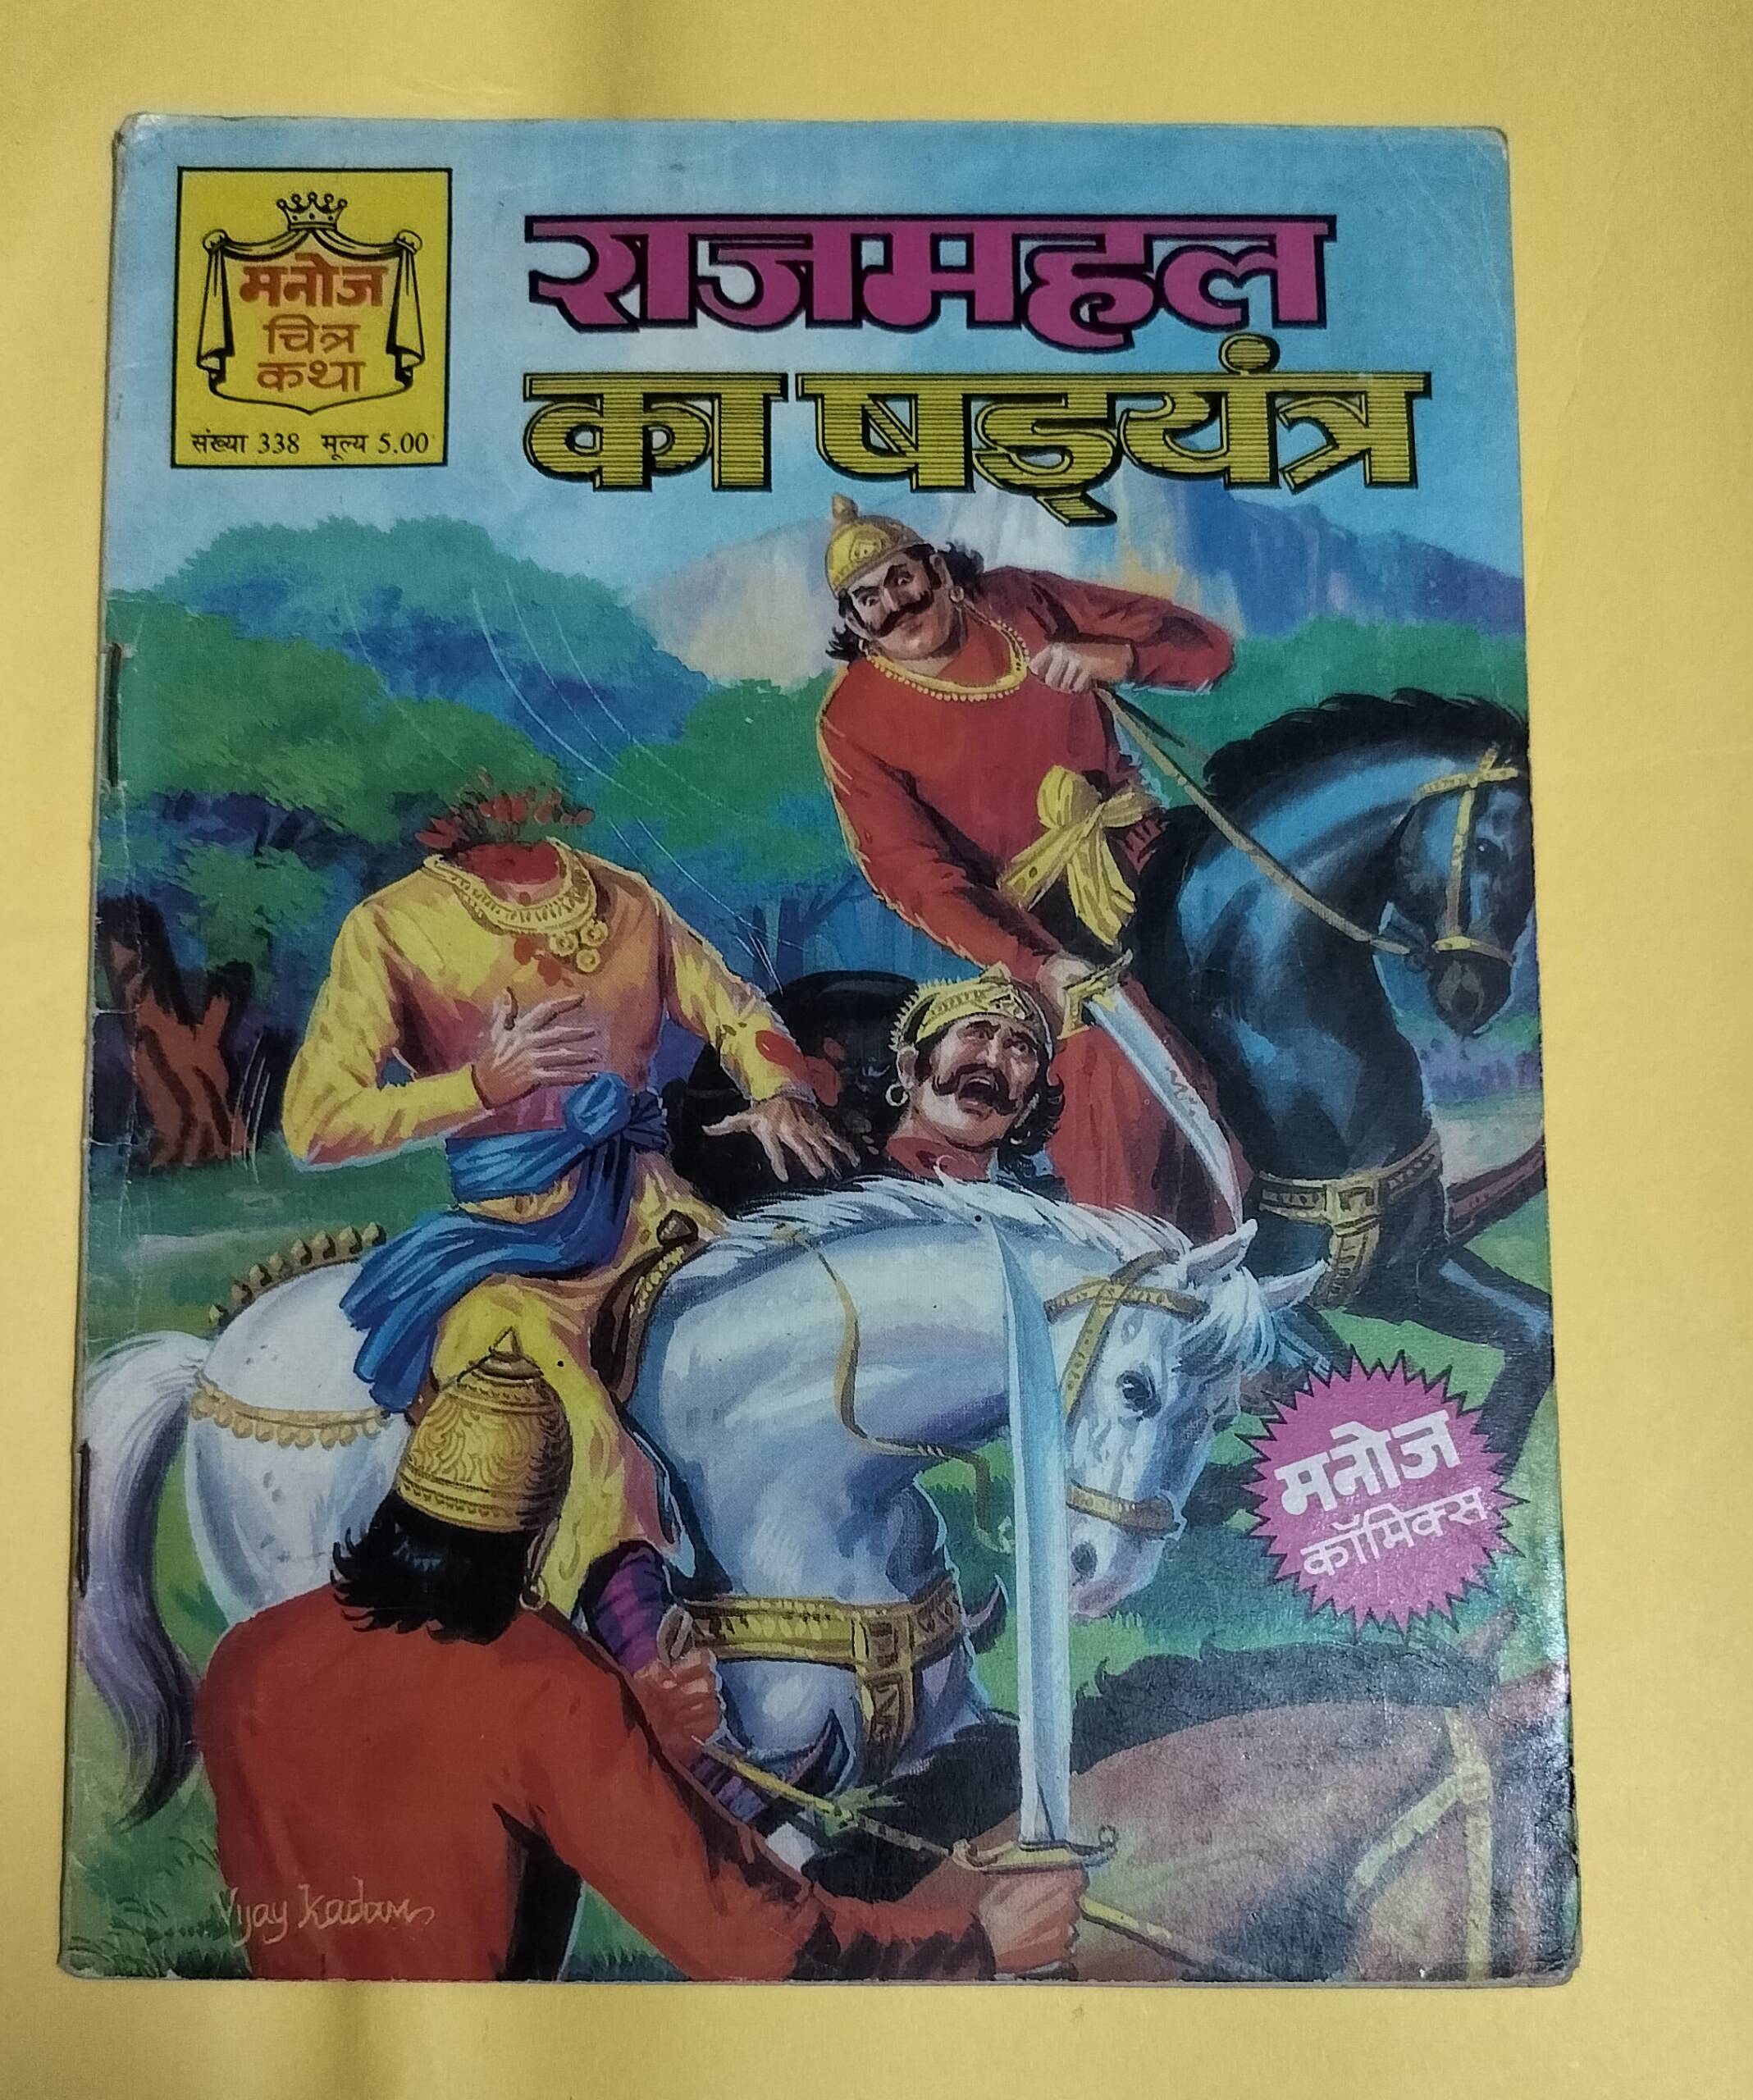 मनोज
चित्र
कथा
संख्या 338 मूल्य 5.00
राजमहल
का षड्यंत्र
मनोज
कॉमिक्स
Vijay Kadam